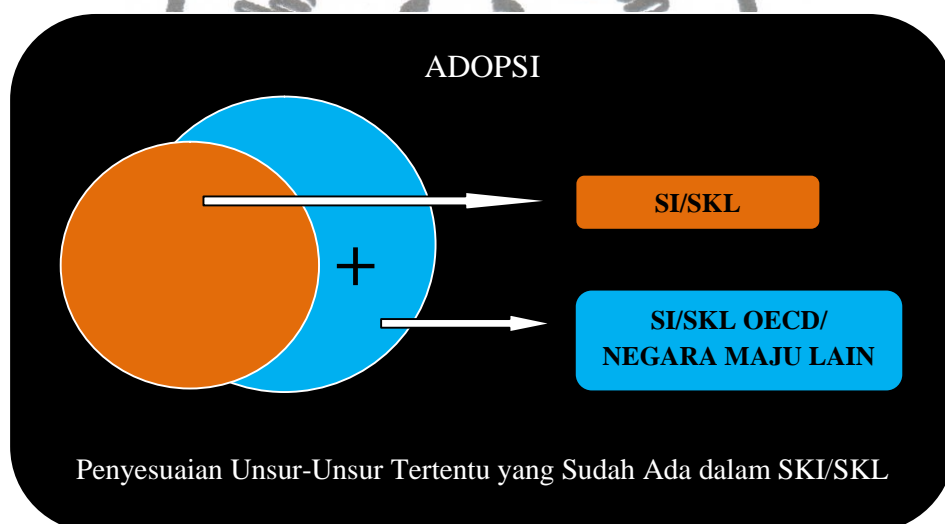 ADOPSI
SI/SKL
+
SI/SKL OECD/
NEGARA MAJU LAIN
Penyesuaian Unsur-Unsur Tertentu yang Sudah Ada dalam SKI/SKL